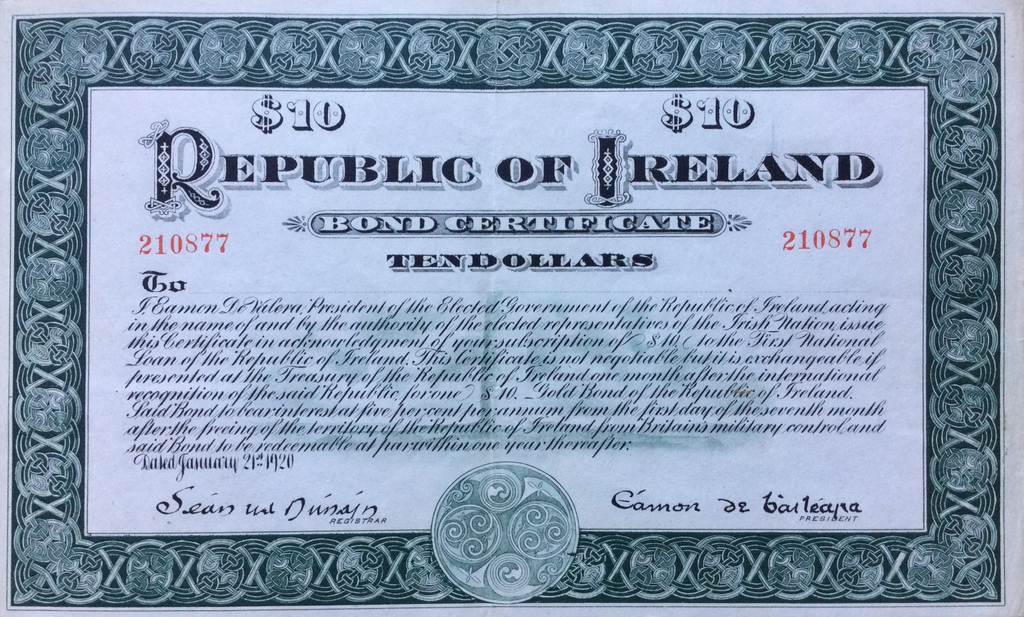 $10 $10
REPUBLIC OF IRELAND
BOND CERTIFICATE
210877 210877
TEN DOLLARS
To
I, Eamon De Valera, President of the Elected Government of the Republic of Ireland, acting
in the name of and by the authority of the elected representatives of the Irish Nation, issue
this Certificate in acknowledgment of your subscription of $10. to the First National
Loan of the Republic of Ireland. This Certificate is not negotiable but it is exchangeable if
presented at the Treasury of the Republic of Ireland one month after the international
recognition of the said Republic for one $10. Gold Bond of the Republic of Ireland.
Said Bond to bear interest at five per cent per annum from the first day of the seventh month
after the freeing of the territory of the Republic of Ireland from Britain's military control, and
said Bond to be redeemable at par within one year thereafter.
Dated January 21st 1920
Seán
REGISTRAR
Éamon de
PRESIDENT